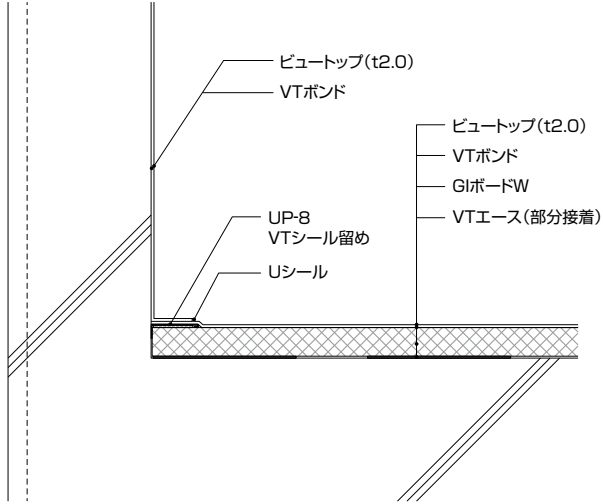 ビュートップ(t2.0)
VTボンド
ビュートップ(t2.0)
VTボンド
GIボードW
VTエース(部分接着)
UP-8
VTシール留め
Uシール